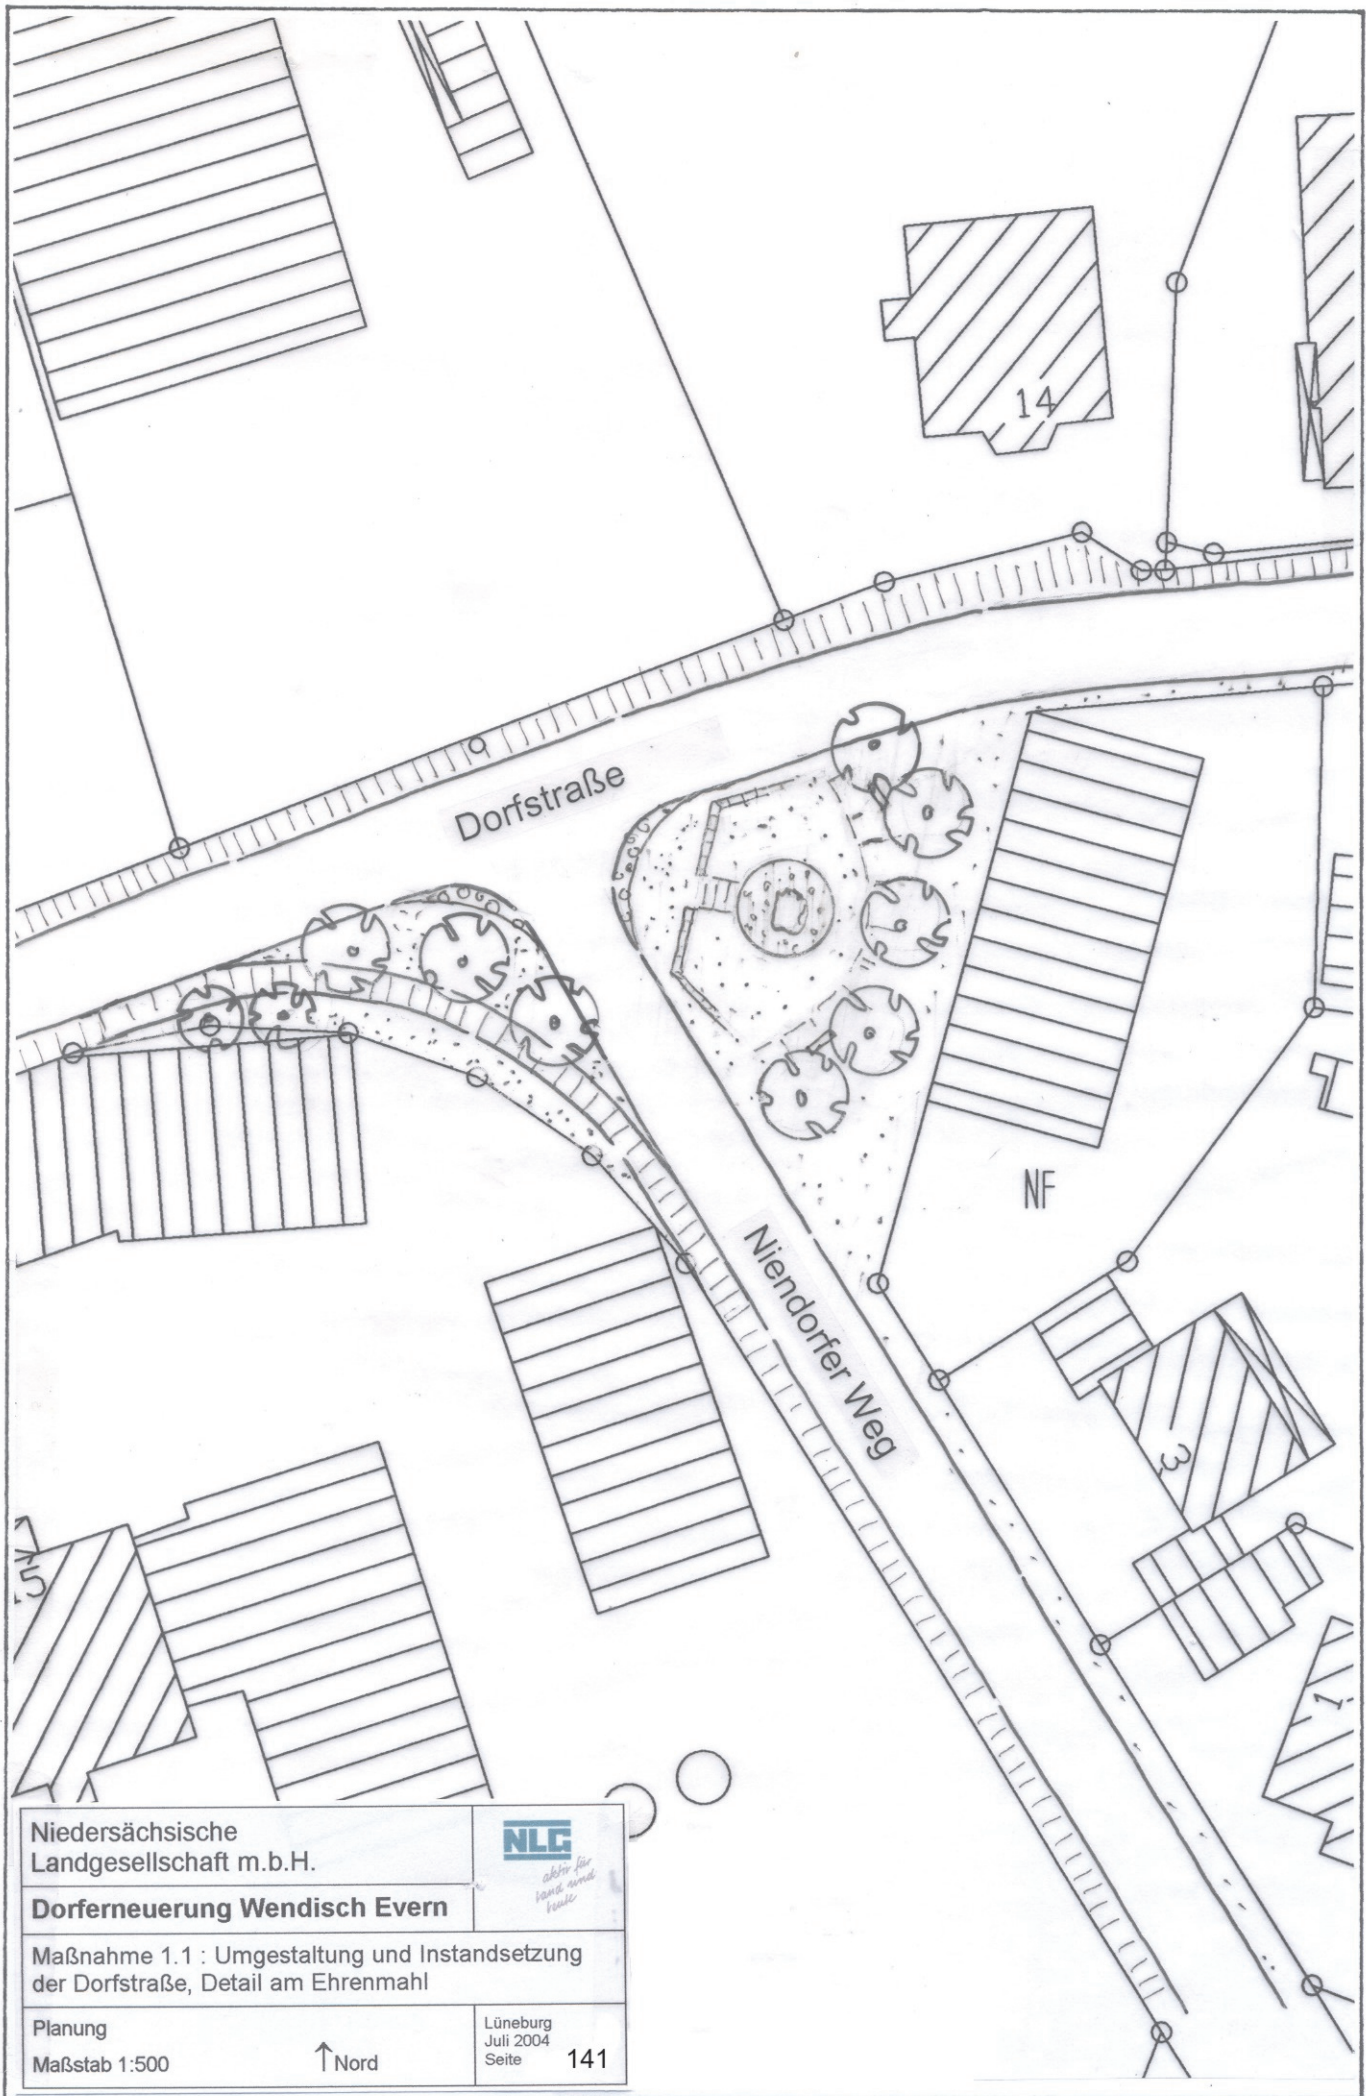 14
Dorfstraße
NF
Niendorfer Weg
3
15
1
Niedersächsische
Landgesellschaft m.b.H.
NLG
aktiv für
Land und
Leute
Dorferneuerung Wendisch Evern
Maßnahme 1.1 : Umgestaltung und Instandsetzung
der Dorfstraße, Detail am Ehrenmahl
Planung
Maßstab 1:500
↑ Nord
Lüneburg
Juli 2004
Seite 141